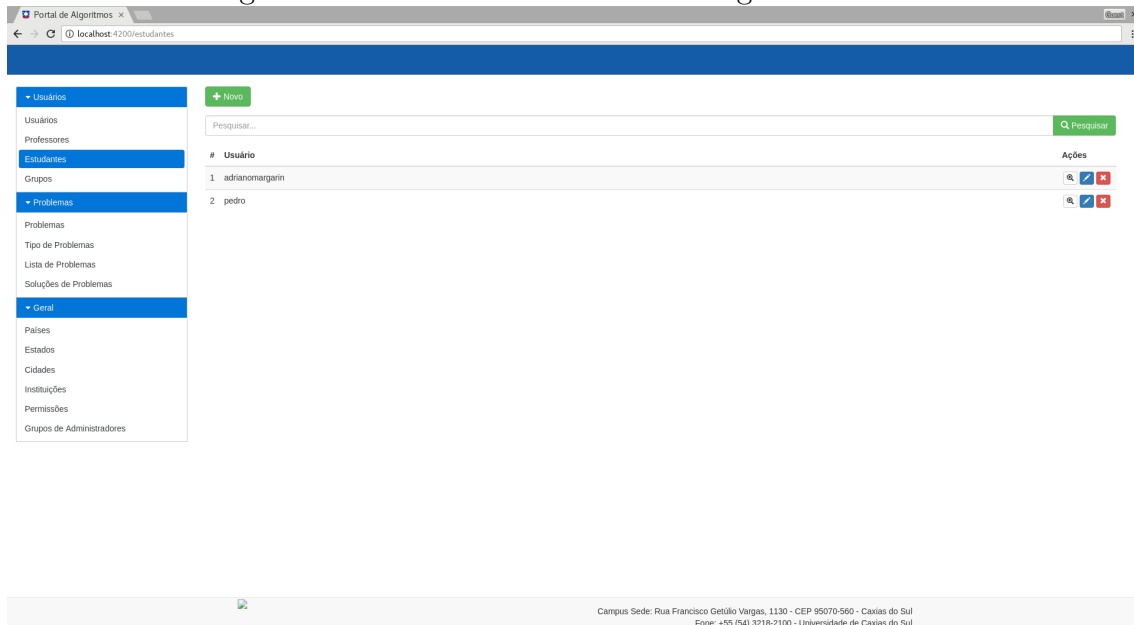 Portal de Algoritmos ×
Guest
localhost:4200/estudantes
Usuários
Usuários
Professores
Estudantes
Grupos
Problemas
Problemas
Tipo de Problemas
Lista de Problemas
Soluções de Problemas
Geral
Países
Estados
Cidades
Instituições
Permissões
Grupos de Administradores
Novo
Pesquisar... Pesquisar
# Usuário Ações
1 adrianomargarin
2 pedro
Campus Sede: Rua Francisco Getúlio Vargas, 1130 - CEP 95070-560 - Caxias do Sul
Fone: +55 (54) 3218-2100 - Universidade de Caxias do Sul